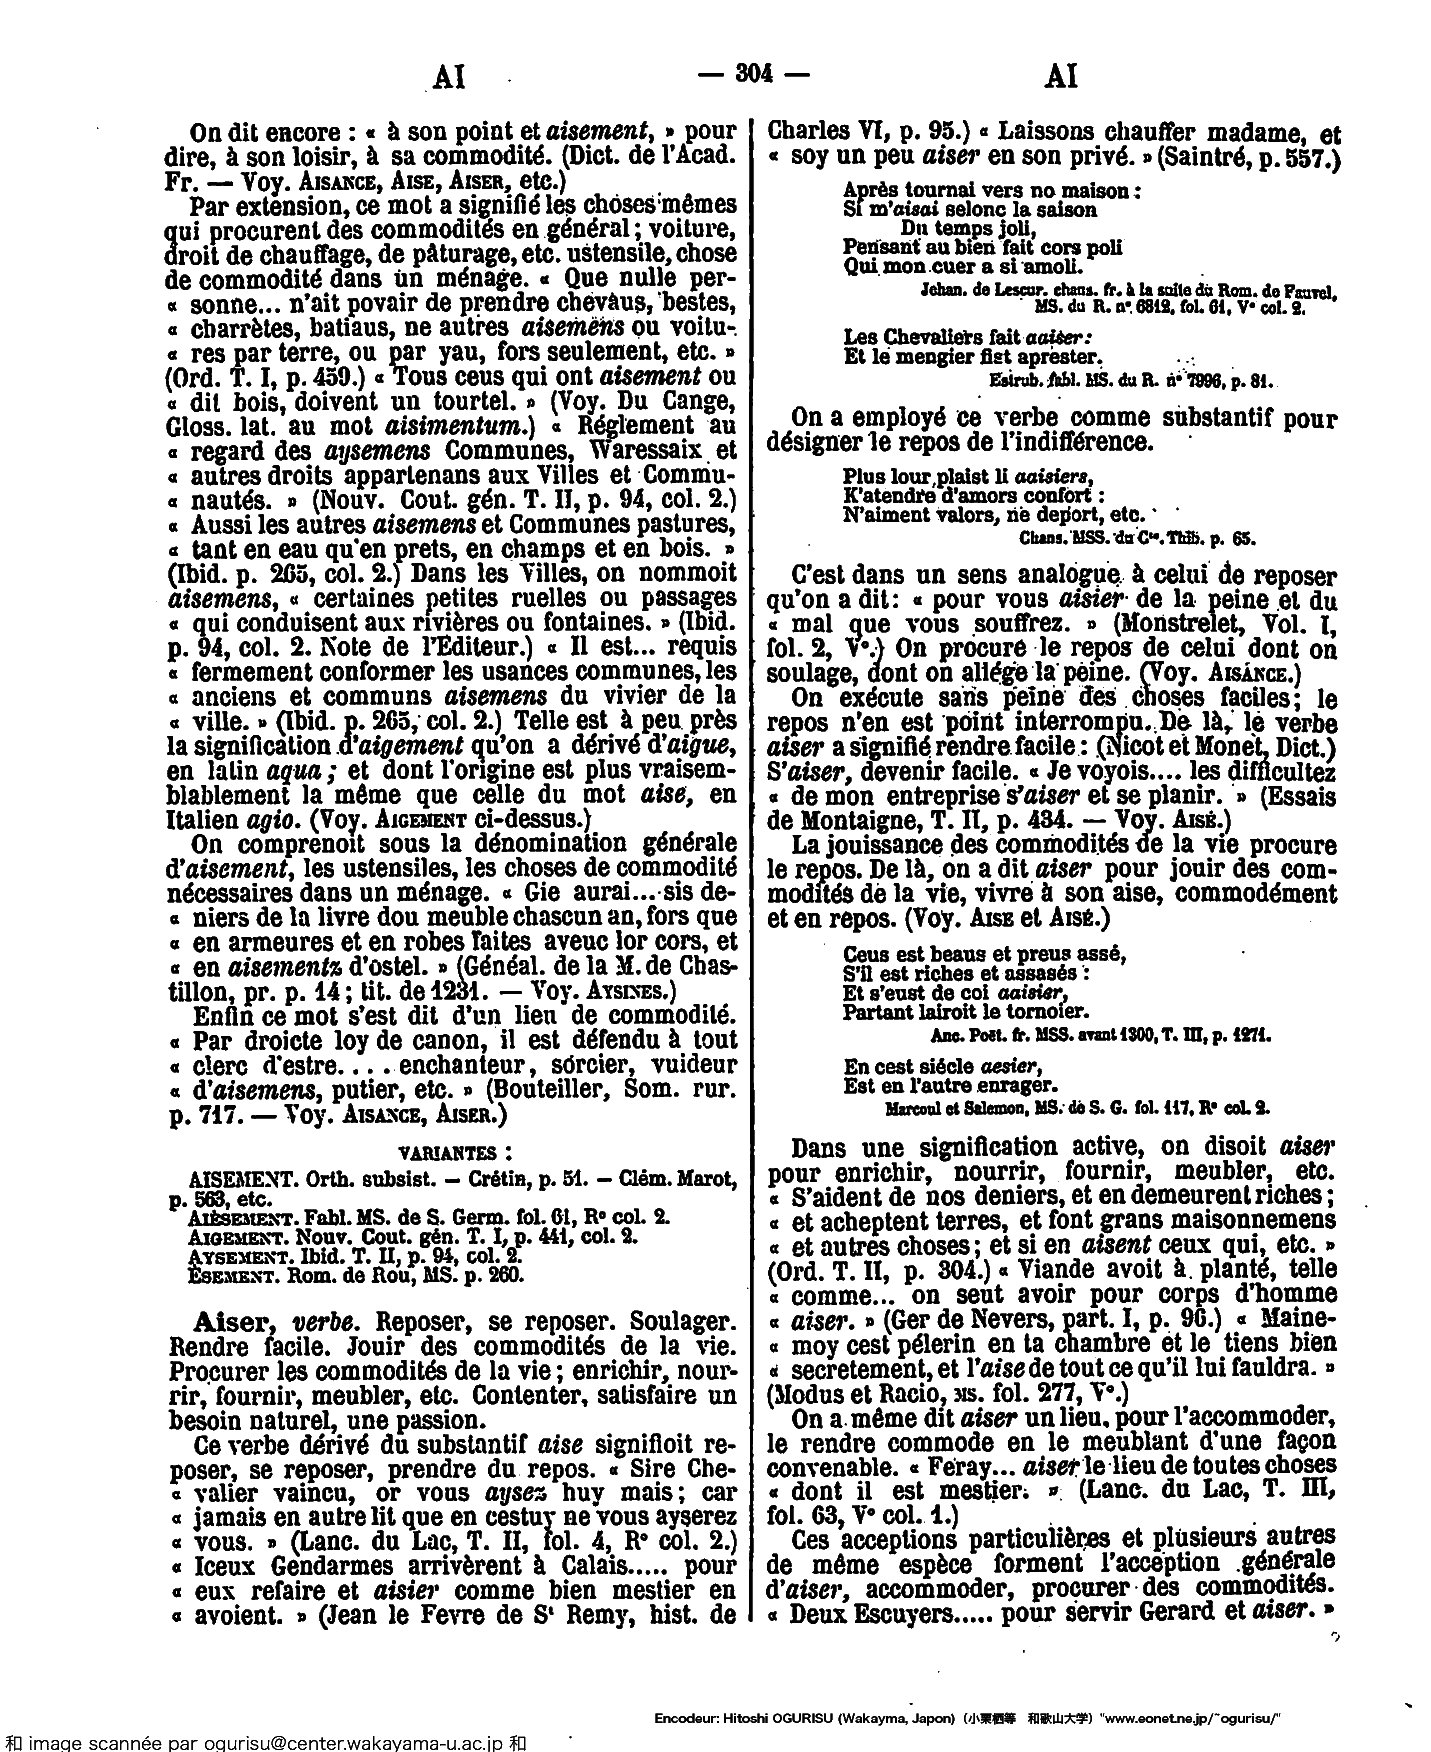 AI — 304 — AI
On dit encore : « à son point et aisement, » pour
dire, à son loisir, à sa commodité. (Dict. de l'Acad.
Fr. — Voy. AISANCE, AISE, AISER, etc.)
Par extension, ce mot a signifié les choses mêmes
qui procurent des commodités en général ; voiture,
droit de chauffage, de pâturage, etc. ustensile, chose
de commodité dans un ménage. « Que nulle per-
« sonne... n'ait povair de prendre chevaus, bestes,
« charrètes, batiaus, ne autres aisemens ou voitu-
« res par terre, ou par yau, fors seulement, etc. »
(Ord. T. I, p. 459.) « Tous ceus qui ont aisement ou
« dit bois, doivent un tourtel. » (Voy. Du Cange,
Gloss. lat. au mot aisimentum.) « Réglement au
« regard des aysemens Communes, Waressaix et
« autres droits appartenans aux Villes et Commu-
« nautés. » (Nouv. Cout. gén. T. II, p. 94, col. 2.)
« Aussi les autres aisemens et Communes pastures,
« tant en eau qu'en prets, en champs et en bois. »
(Ibid. p. 265, col. 2.) Dans les Villes, on nommoit
aisemens, « certaines petites ruelles ou passages
« qui conduisent aux rivières ou fontaines. » (Ibid.
p. 94, col. 2. Note de l'Editeur.) « Il est... requis
« fermement conformer les usances communes, les
« anciens et communs aisemens du vivier de la
« ville. » (Ibid. p. 265, col. 2.) Telle est à peu près
la signification d'aigement qu'on a dérivé d'aigue,
en latin aqua ; et dont l'origine est plus vraisem-
blablement la même que celle du mot aise, en
Italien agio. (Voy. AIGEMENT ci-dessus.)
On comprenoit sous la dénomination générale
d'aisement, les ustensiles, les choses de commodité
nécessaires dans un ménage. « Gie aurai... sis de-
« niers de la livre dou meuble chascun an, fors que
« en armeures et en robes faites aveuc lor cors, et
« en aisementz d'ostel. » (Généal. de la M. de Chas-
tillon, pr. p. 14 ; tit. de 1231. — Voy. AYSINES.)
Enfin ce mot s'est dit d'un lieu de commodité.
« Par droicte loy de canon, il est défendu à tout
« clerc d'estre.... enchanteur, sorcier, vuideur
« d'aisemens, putier, etc. » (Bouteiller, Som. rur.
p. 717. — Voy. AISANCE, AISER.)
VARIANTES :
AISEMENT. Orth. subsist. — Crétin, p. 51. — Clém. Marot,
p. 563, etc.
AIÈSEMENT. Fabl. MS. de S. Germ. fol. 61, R° col. 2.
AIGEMENT. Nouv. Cout. gén. T. I, p. 441, col. 2.
AYSEMENT. Ibid. T. II, p. 94, col. 2.
ESEMENT. Rom. de Rou, MS. p. 260.
Aiser, verbe. Reposer, se reposer. Soulager.
Rendre facile. Jouir des commodités de la vie.
Procurer les commodités de la vie ; enrichir, nour-
rir, fournir, meubler, etc. Contenter, satisfaire un
besoin naturel, une passion.
Ce verbe dérivé du substantif aise signifioit re-
poser, se reposer, prendre du repos. « Sire Che-
« valier vaincu, or vous aysez huy mais ; car
« jamais en autre lit que en cestuy ne vous ayserez
« vous. » (Lanc. du Lac, T. II, fol. 4, R° col. 2.)
« Iceux Gendarmes arrivèrent à Calais..... pour
« eux refaire et aisier comme bien mestier en
« avoient. » (Jean le Fevre de St Remy, hist. de
Charles VI, p. 95.) « Laissons chauffer madame, et
« soy un peu aiser en son privé. » (Saintré, p. 557.)
Après tournai vers no maison :
Si m'aisai selonc la saison
Du temps joli,
Pensant au bien fait cors poli
Qui mon cuer a si amoli.
Jehan. de Lescur. chans. fr. à la suite du Rom. de Fauvel,
MS. du R. n° 6812, fol. 61, V° col. 2.
Les Chevaliers fait aaiser :
Et le mengier fist aprester.
Estrub. fabl. MS. du R. n° 7996, p. 81.
On a employé ce verbe comme substantif pour
désigner le repos de l'indifférence.
Plus lour plaist li aaisiers,
K'atendre d'amors confort :
N'aiment valors, ne deport, etc.
Chans. MSS. du Cte. Thib. p. 65.
C'est dans un sens analogue à celui de reposer
qu'on a dit : « pour vous aisier de la peine et du
« mal que vous souffrez. » (Monstrelet, Vol. I,
fol. 2, V°.) On procure le repos de celui dont on
soulage, dont on allége la peine. (Voy. AISANCE.)
On exécute sans peine des choses faciles ; le
repos n'en est point interrompu. De là, le verbe
aiser a signifié rendre facile : (Nicot et Monet, Dict.)
S'aiser, devenir facile. « Je voyois.... les difficultez
« de mon entreprise s'aiser et se planir. » (Essais
de Montaigne, T. II, p. 434. — Voy. AISÉ.)
La jouissance des commodités de la vie procure
le repos. De là, on a dit aiser pour jouir des com-
modités de la vie, vivre à son aise, commodément
et en repos. (Voy. AISE et AISÉ.)
Ceus est beaus et preus assé,
S'il est riches et assasés :
Et s'eust de coi aaisier,
Partant lairoit le tornoier.
Anc. Poët. fr. MSS. avant 1300, T. III, p. 1271.
En cest siécle aesier,
Est en l'autre enrager.
Marcoul et Salemon, MS. de S. G. fol. 117, R° col. 2.
Dans une signification active, on disoit aiser
pour enrichir, nourrir, fournir, meubler, etc.
« S'aident de nos deniers, et en demeurent riches ;
« et acheptent terres, et font grans maisonnemens
« et autres choses ; et si en aisent ceux qui, etc. »
(Ord. T. II, p. 304.) « Viande avoit à planté, telle
« comme... on seut avoir pour corps d'homme
« aiser. » (Ger de Nevers, part. I, p. 96.) « Maine-
« moy cest pélerin en ta chambre et le tiens bien
« secretement, et l'aise de tout ce qu'il lui fauldra. »
(Modus et Racio, MS. fol. 277, V°.)
On a même dit aiser un lieu, pour l'accommoder,
le rendre commode en le meublant d'une façon
convenable. « Feray... aiser le lieu de toutes choses
« dont il est mestier. » (Lanc. du Lac, T. III,
fol. 63, V° col. 1.)
Ces acceptions particulières et plusieurs autres
de même espèce forment l'acception générale
d'aiser, accommoder, procurer des commodités.
« Deux Escuyers..... pour servir Gerard et aiser. »
Encodeur: Hitoshi OGURISU (Wakayma, Japon) (小栗栖等 和歌山大学) "www.eonet.ne.jp/~ogurisu/"
和 image scannée par ogurisu@center.wakayama-u.ac.jp 和